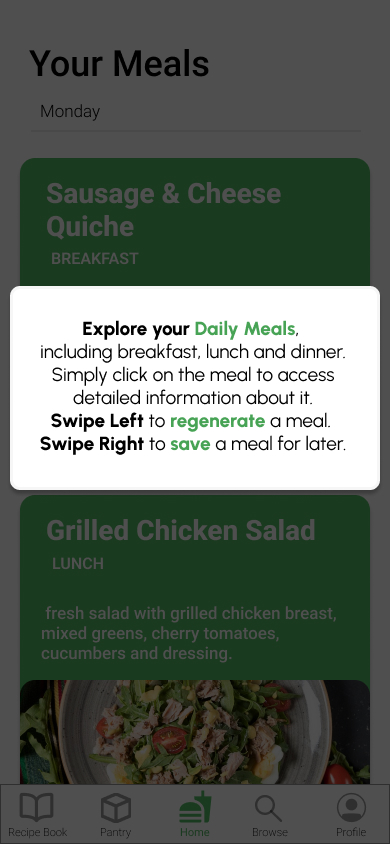 Your Meals
Monday
Sausage & Cheese
Quiche
BREAKFAST
Explore your Daily Meals,
including breakfast, lunch and dinner.
Simply click on the meal to access
detailed information about it.
Swipe Left to regenerate a meal.
Swipe Right to save a meal for later.
Grilled Chicken Salad
LUNCH
fresh salad with grilled chicken breast,
mixed greens, cherry tomatoes,
cucumbers and dressing.
Recipe Book Pantry Home Browse Profile